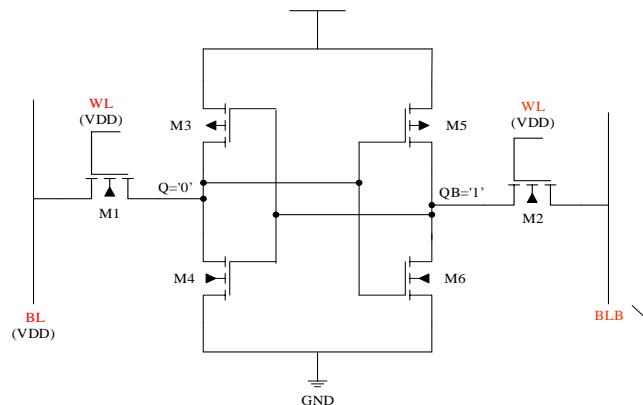 WL
(VDD)
WL
(VDD)
M3
M5
Q='0'
QB='1'
M1
M2
M4
M6
BL
(VDD)
BLB
GND